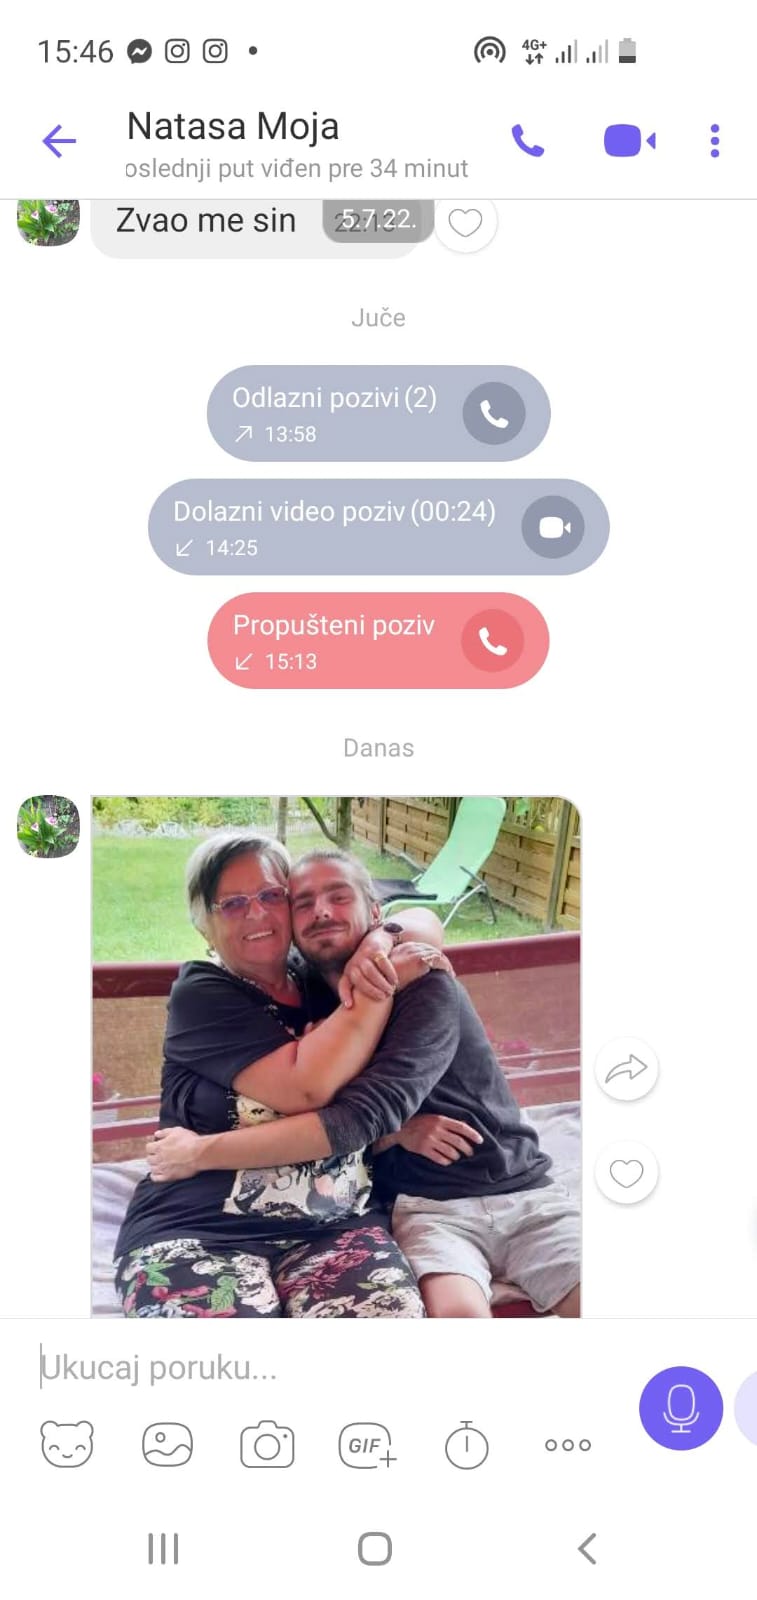 15:46
4G+
Natasa Moja
oslednji put viđen pre 34 minut
Zvao me sin
5.7.22.
Juče
Odlazni pozivi (2)
13:58
Dolazni video poziv (00:24)
14:25
Propušteni poziv
15:13
Danas
Ukucaj poruku...
GIF